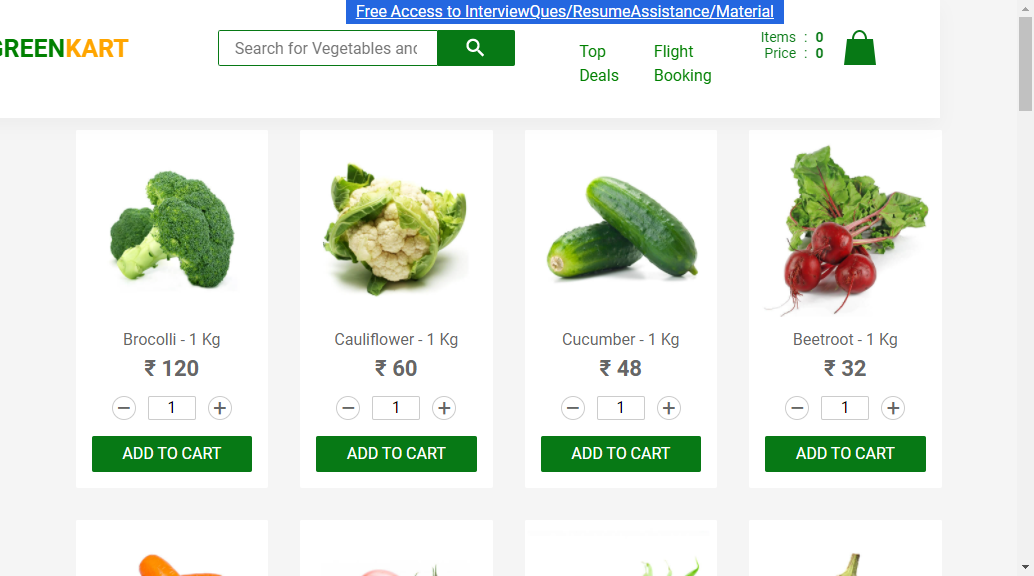 Free Access to InterviewQues/ResumeAssistance/Material
GREENKART
Search for Vegetables and
Top Deals
Flight Booking
Items : 0
Price : 0
Brocolli - 1 Kg
₹ 120
1
ADD TO CART
Cauliflower - 1 Kg
₹ 60
1
ADD TO CART
Cucumber - 1 Kg
₹ 48
1
ADD TO CART
Beetroot - 1 Kg
₹ 32
1
ADD TO CART